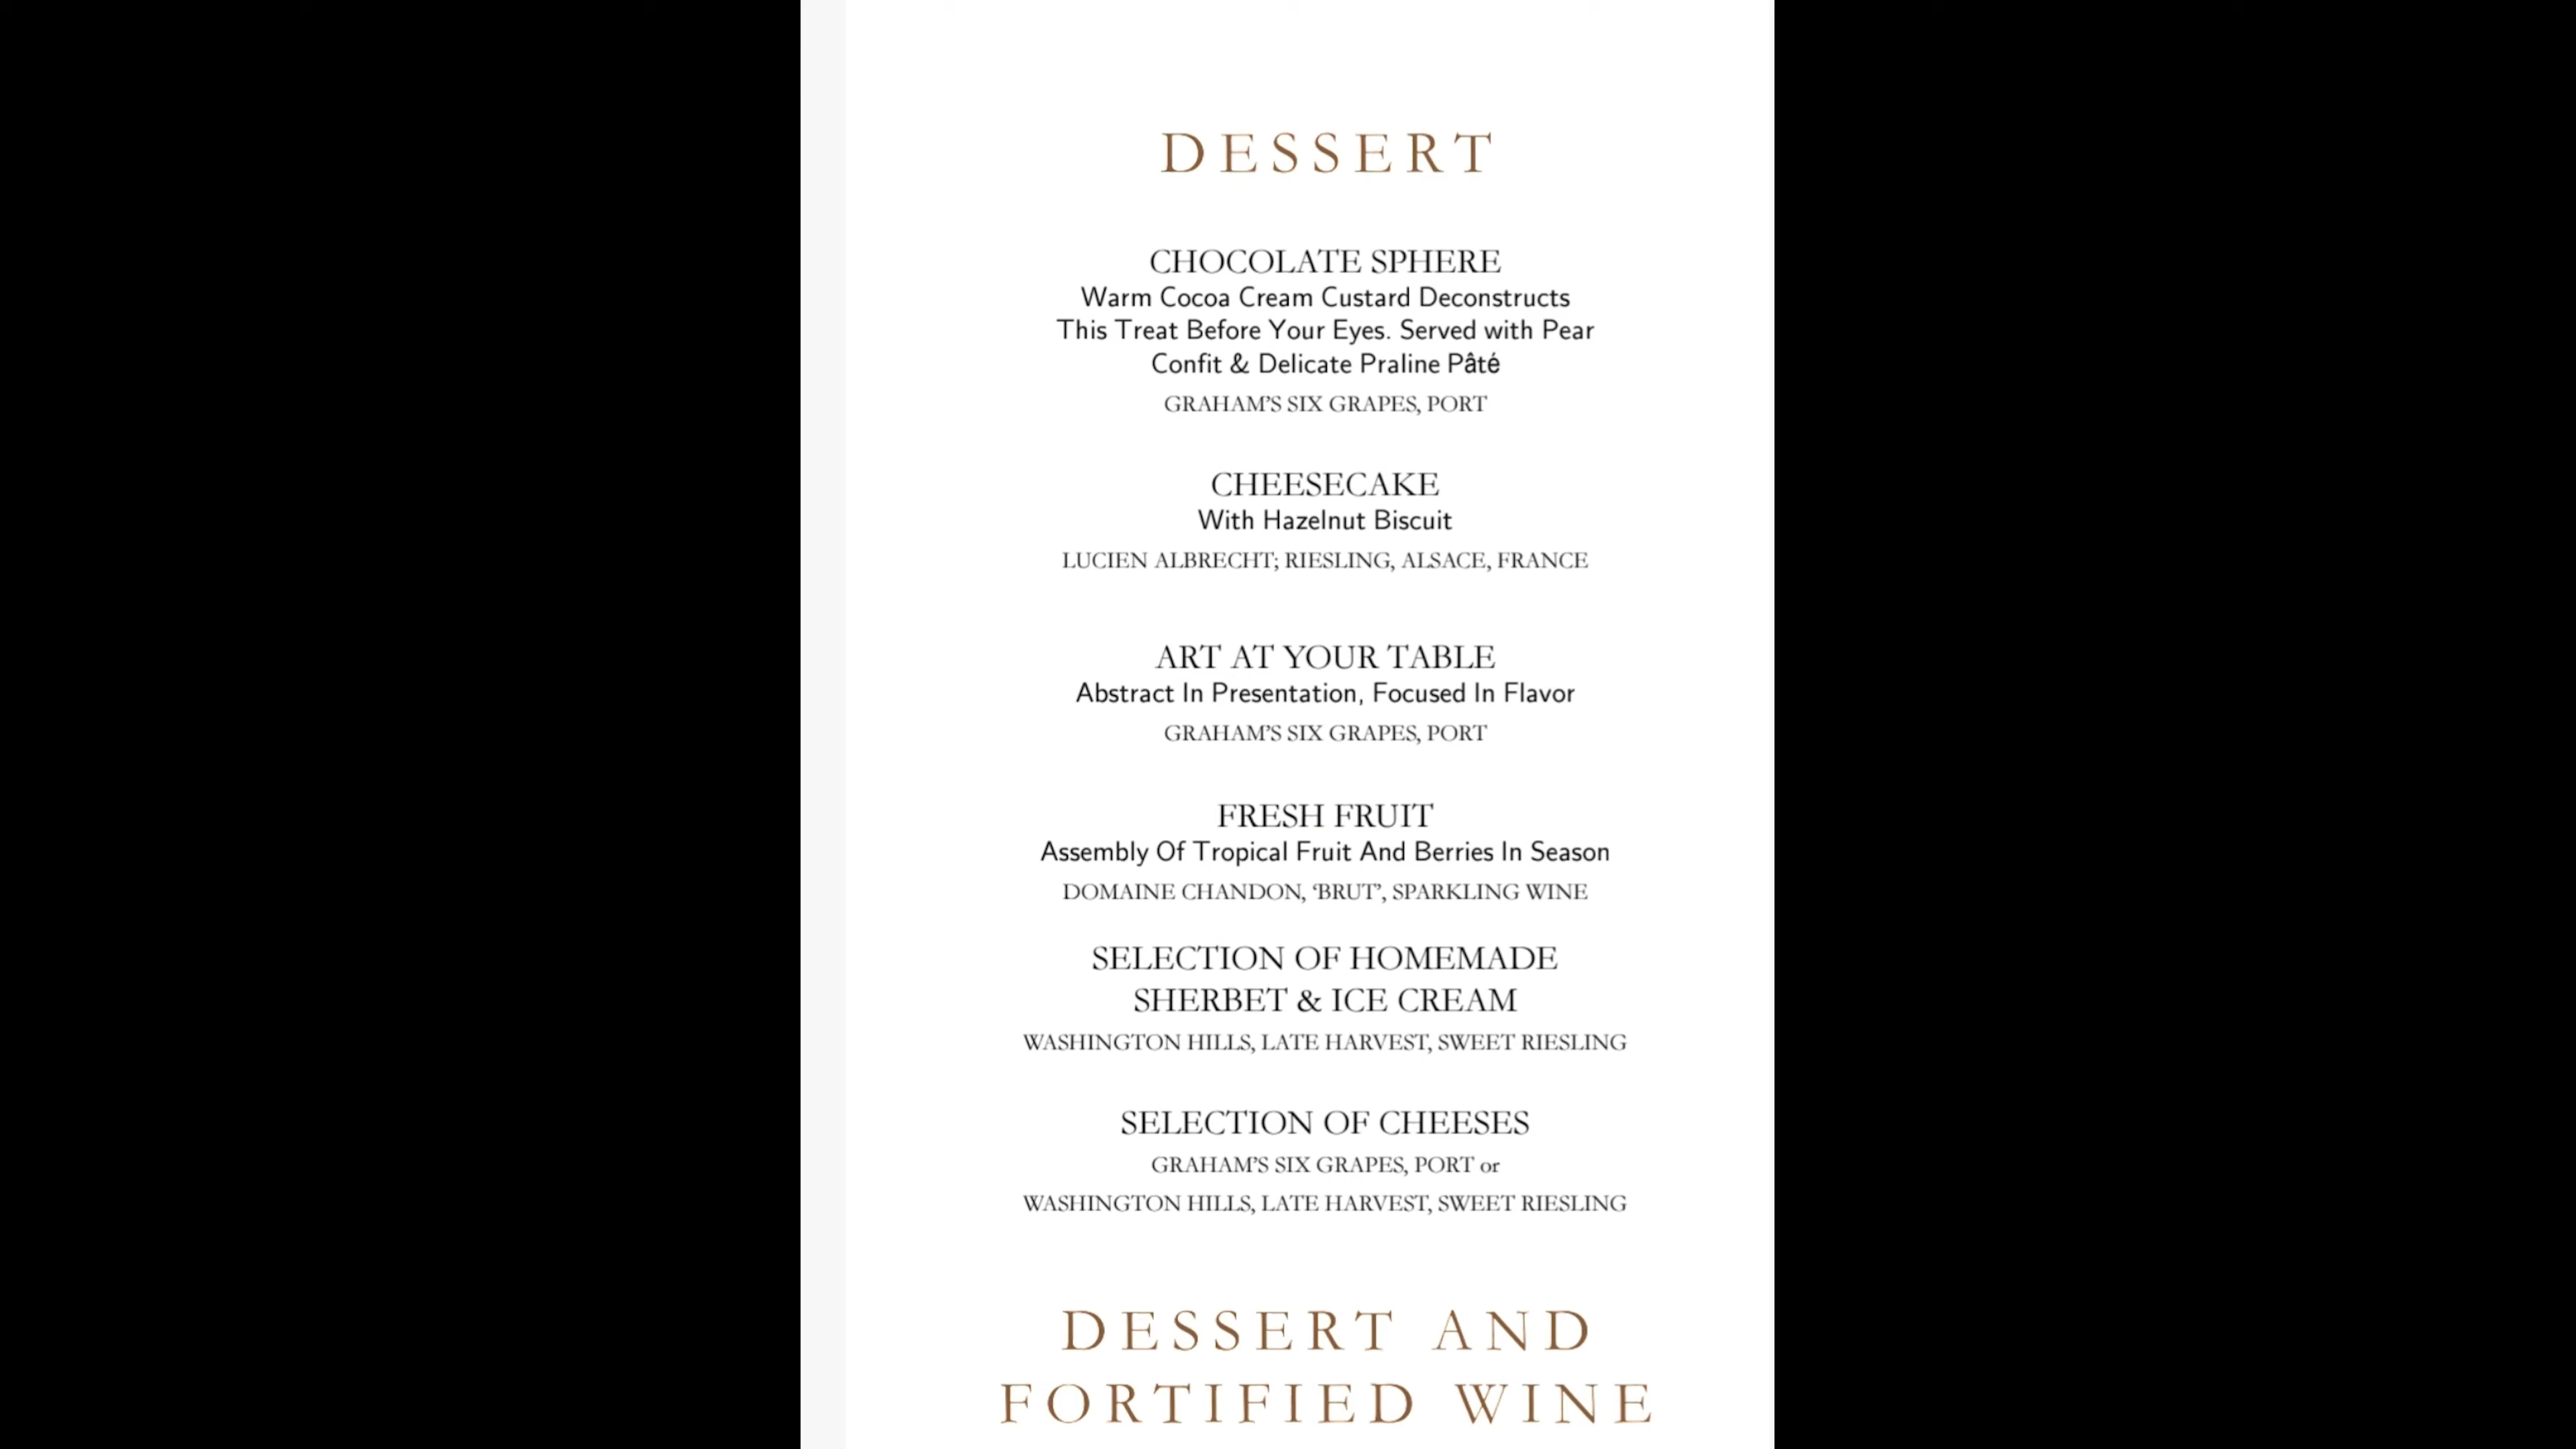 DESSERT
CHOCOLATE SPHERE
Warm Cocoa Cream Custard Deconstructs
This Treat Before Your Eyes. Served with Pear
Confit & Delicate Praline Pâté
GRAHAM'S SIX GRAPES, PORT
CHEESECAKE
With Hazelnut Biscuit
LUCIEN ALBRECHT; RIESLING, ALSACE, FRANCE
ART AT YOUR TABLE
Abstract In Presentation, Focused In Flavor
GRAHAM'S SIX GRAPES, PORT
FRESH FRUIT
Assembly Of Tropical Fruit And Berries In Season
DOMAINE CHANDON, ‘BRUT’, SPARKLING WINE
SELECTION OF HOMEMADE
SHERBET & ICE CREAM
WASHINGTON HILLS, LATE HARVEST, SWEET RIESLING
SELECTION OF CHEESES
GRAHAM'S SIX GRAPES, PORT or
WASHINGTON HILLS, LATE HARVEST, SWEET RIESLING
DESSERT AND
FORTIFIED WINE